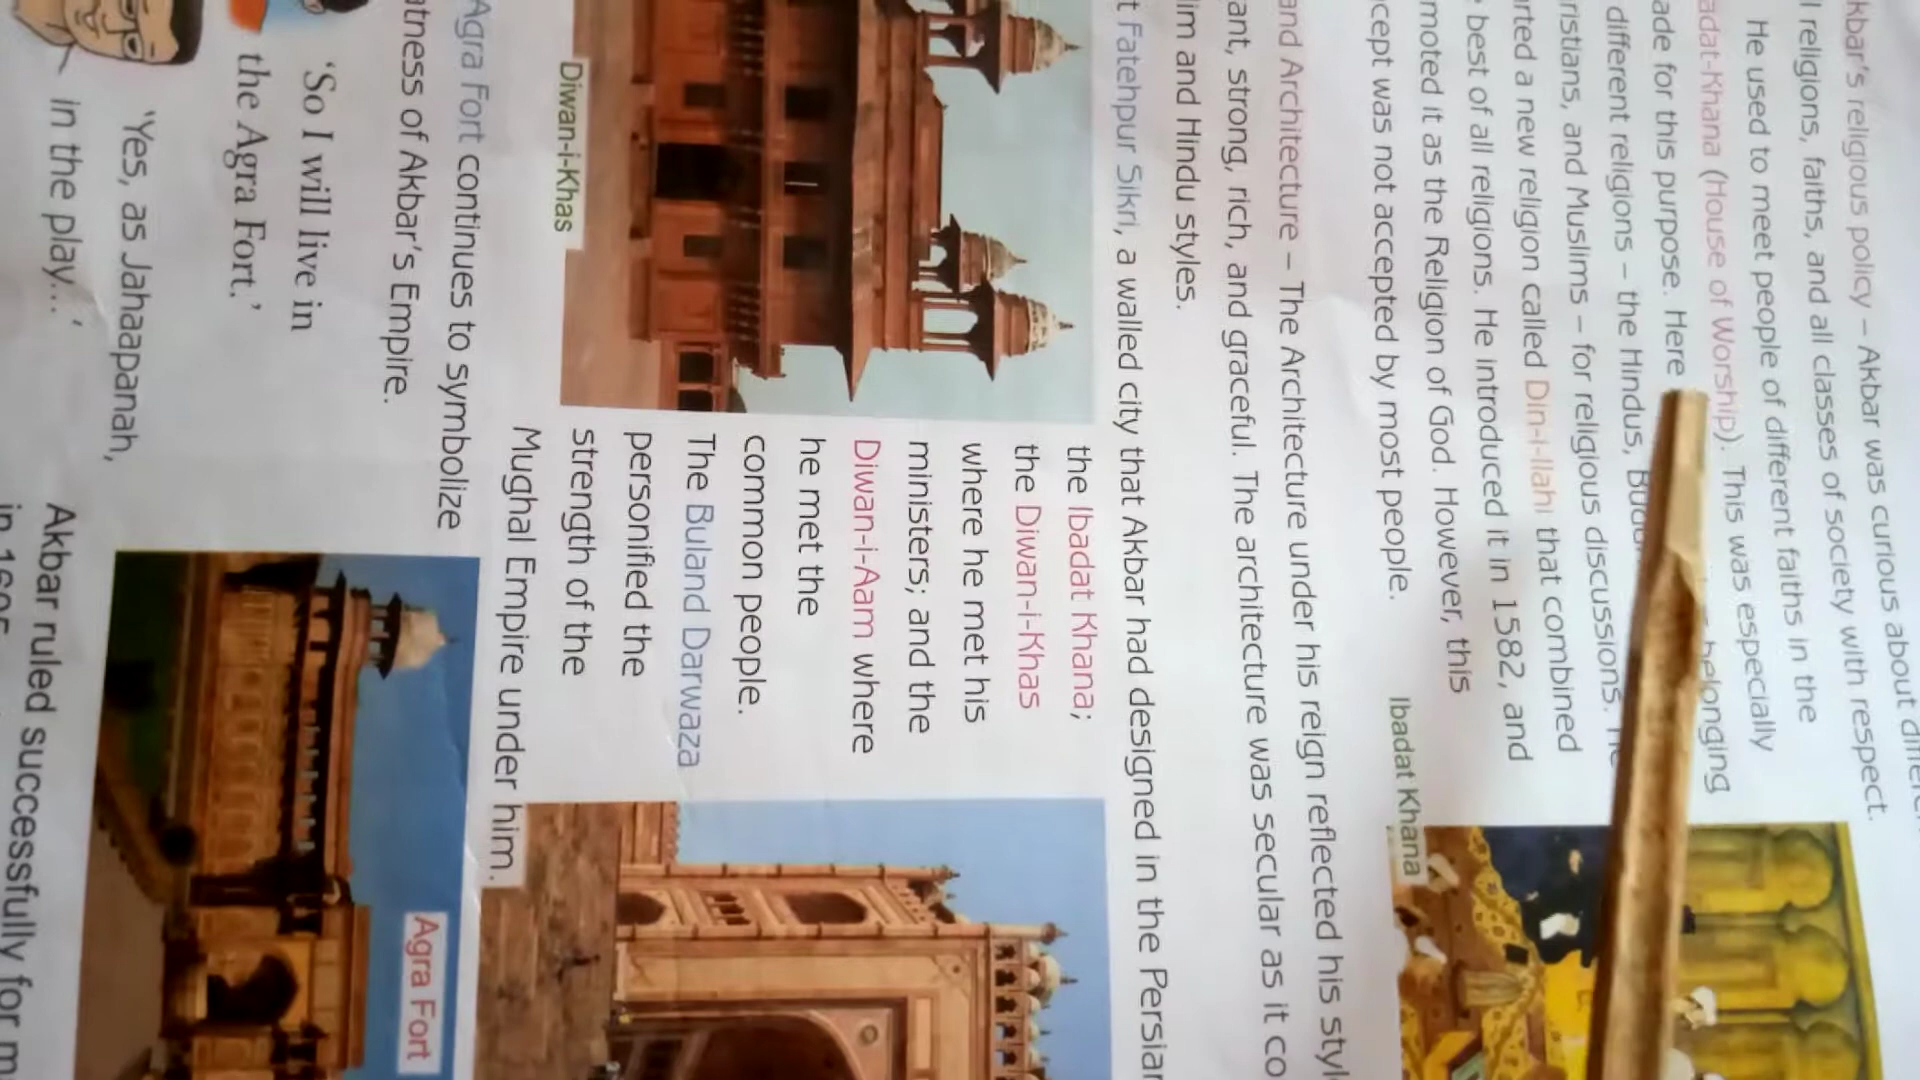 kbar's religious policy – Akbar was curious about
l religions, faiths, and all classes of society with respect.
He used to meet people of different faiths in the
adat-Khana (House of Worship). This was especially
ade for this purpose. Here belonging
different religions – the Hindus,
ristians, and Muslims – for religious discussions.
rted a new religion called Din-i-Ilahi that combined
best of all religions. He introduced it in 1582, and
moted it as the Religion of God. However, this
cept was not accepted by most people.
Ibadat Khana
and Architecture – The Architecture under his reign reflected his styl
ant, strong, rich, and graceful. The architecture was secular as it co
im and Hindu styles.
t Fatehpur Sikri, a walled city that Akbar had designed in the Persian
the Ibadat Khana;
the Diwan-i-Khas
where he met his
ministers; and the
Diwan-i-Aam where
he met the
common people.
The Buland Darwaza
personified the
strength of the
Mughal Empire under him.
Diwan-i-Khas
Agra Fort continues to symbolize
atness of Akbar's Empire.
Agra Fort
'So I will live in
the Agra Fort.'
'Yes, as Jahaapanah,
in the play...'
Akbar ruled successfully for m
in 1605